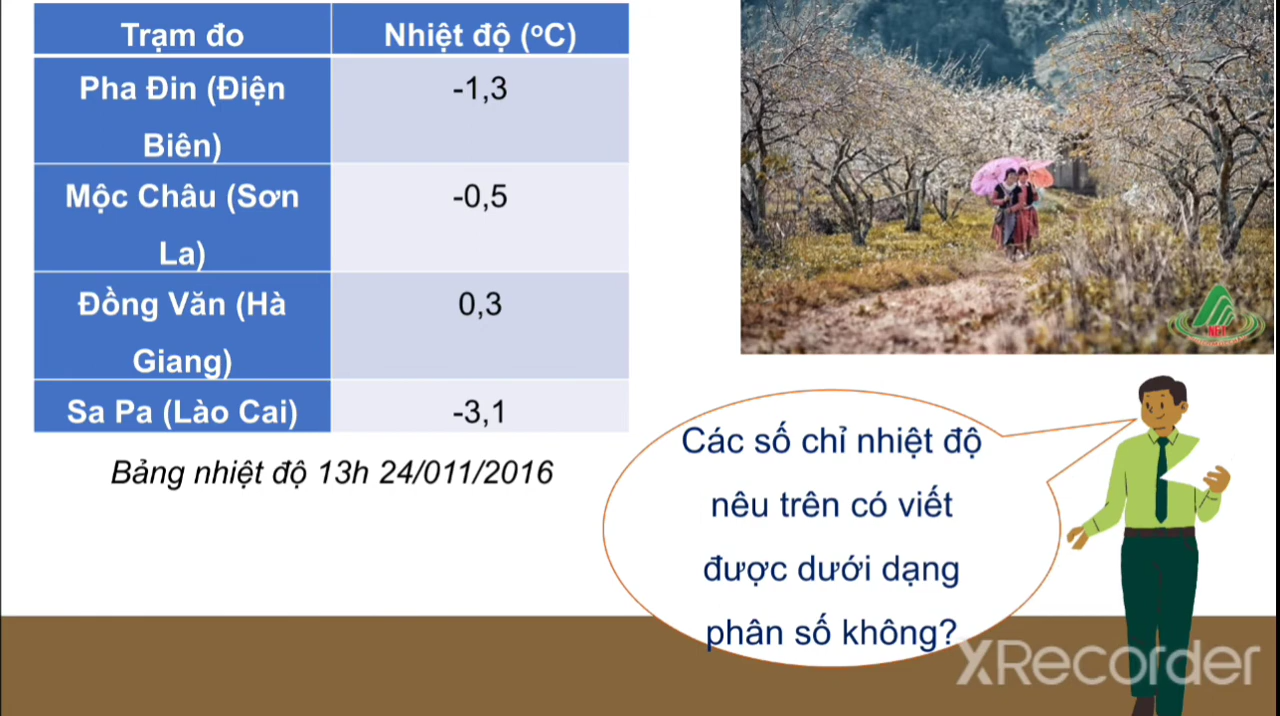 Trạm đo
Nhiệt độ (ºC)
Pha Đin (Điện
Biên)
-1,3
Mộc Châu (Sơn
La)
-0,5
Đồng Văn (Hà
Giang)
0,3
Sa Pa (Lào Cai)
-3,1
Bảng nhiệt độ 13h 24/011/2016
Các số chỉ nhiệt độ
nêu trên có viết
được dưới dạng
phân số không?
XRecorder